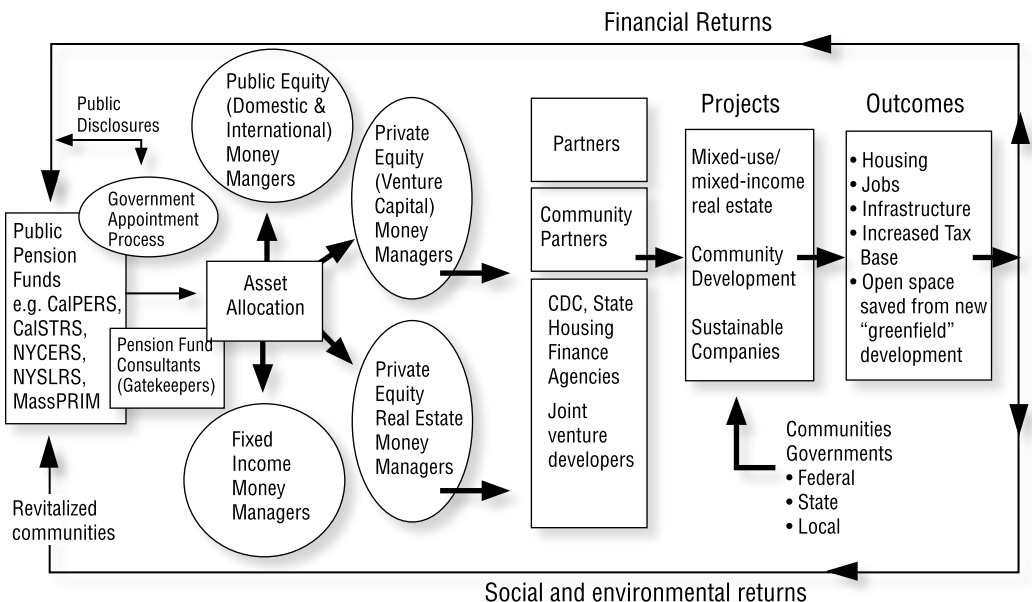 Financial Returns
Public
Disclosures
Government
Appointment
Process
Public
Pension
Funds
e.g. CalPERS,
CalSTRS,
NYCERS,
NYSLRS,
MassPRIM
Pension Fund
Consultants
(Gatekeepers)
Revitalized
communities
Public Equity
(Domestic &
International)
Money
Mangers
Asset
Allocation
Fixed
Income
Money
Managers
Private
Equity
(Venture
Capital)
Money
Managers
Private
Equity
Real Estate
Money
Managers
Partners
Community
Partners
CDC, State
Housing
Finance
Agencies
Joint
venture
developers
Projects
Mixed-use/
mixed-income
real estate
Community
Development
Sustainable
Companies
Communities
Governments
• Federal
• State
• Local
Outcomes
• Housing
• Jobs
• Infrastructure
• Increased Tax
Base
• Open space
saved from new
“greenfield”
development
Social and environmental returns